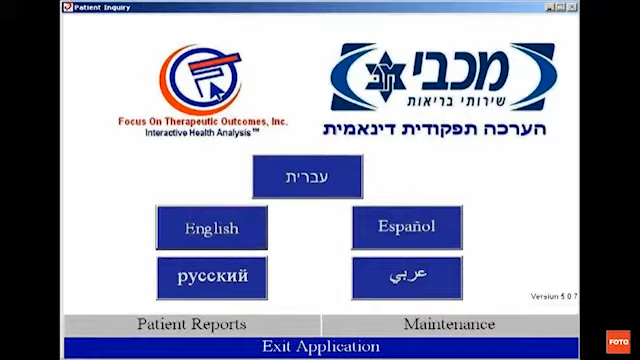 Patient Inquiry
מכבי
שירותי בריאות
Focus On Therapeutic Outcomes, Inc.
Interactive Health Analysis™
הערכה תפקודית דינאמית
עברית
English
Español
русский
عربي
Version 5.0.7
Patient Reports
Maintenance
Exit Application
FOTO